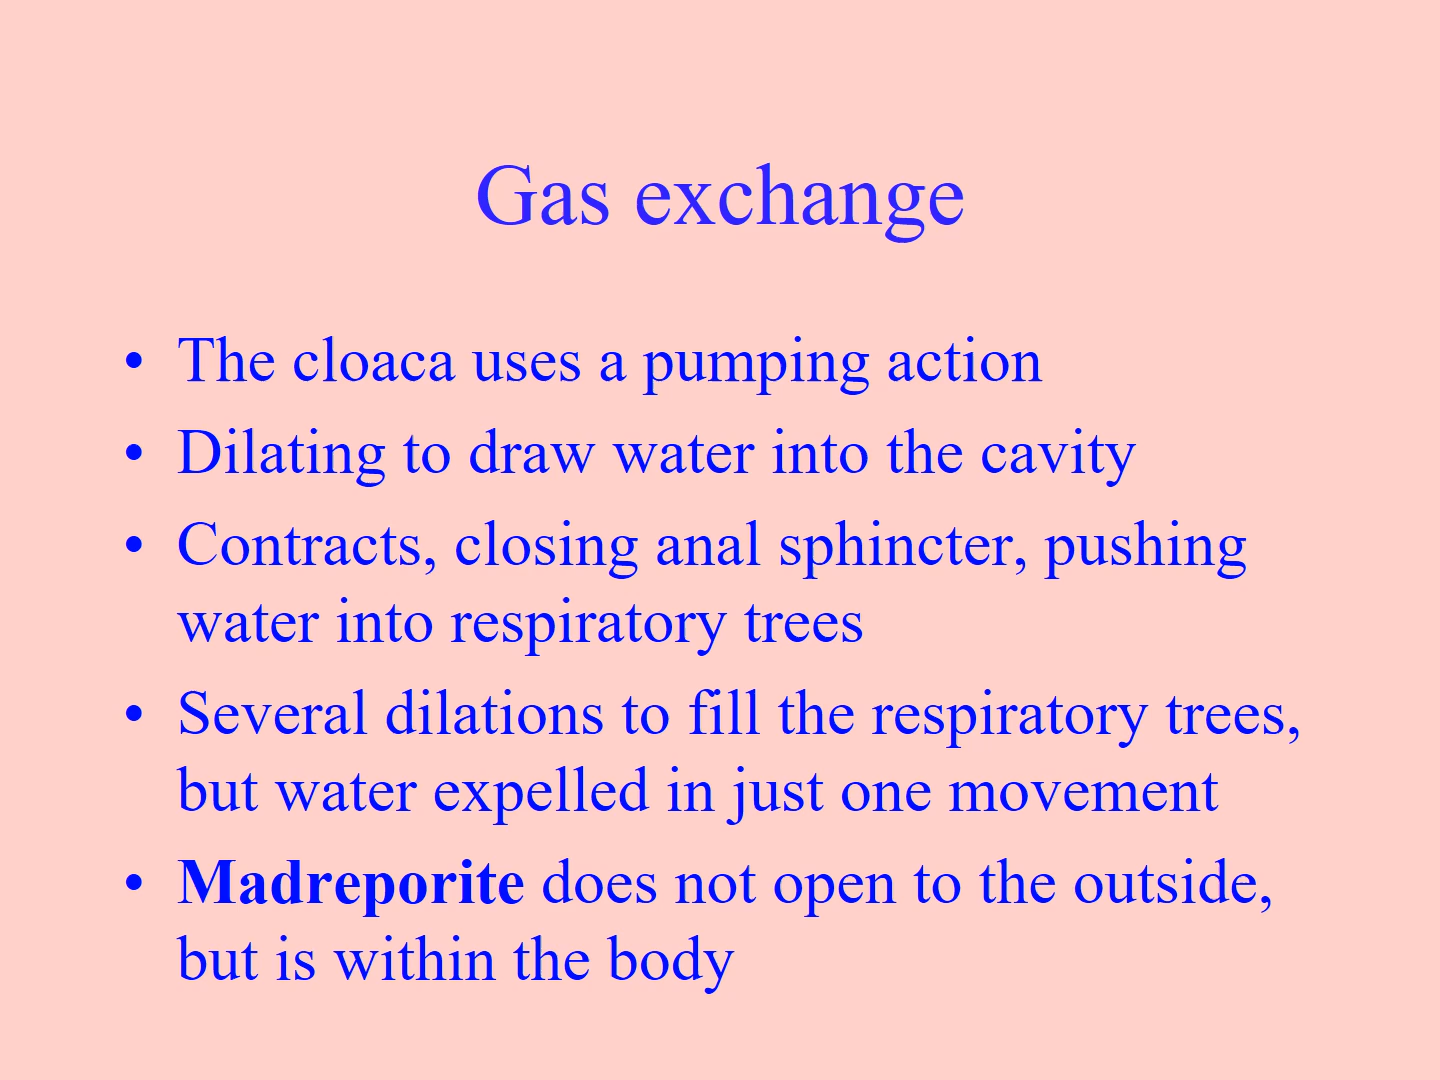 Gas exchange
• The cloaca uses a pumping action
• Dilating to draw water into the cavity
• Contracts, closing anal sphincter, pushing
water into respiratory trees
• Several dilations to fill the respiratory trees,
but water expelled in just one movement
• Madreporite does not open to the outside,
but is within the body